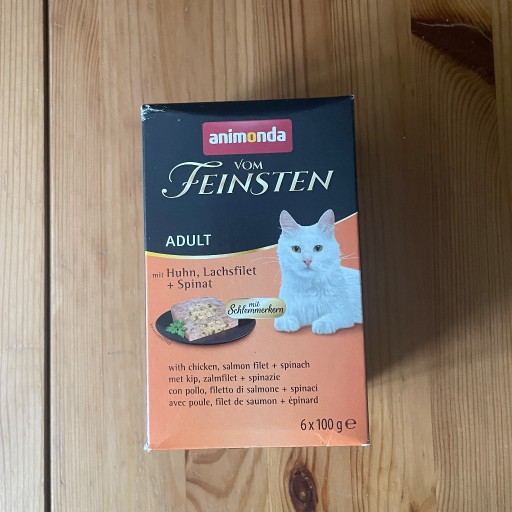 animonda
VOM
FEINSTEN
ADULT
mit Huhn, Lachsfilet
+ Spinat
mit
Schlemmerkern
with chicken, salmon filet + spinach
met kip, zalmfilet + spinazie
con pollo, filetto di salmone + spinaci
avec poule, filet de saumon + épinard
6 x 100 g ℮